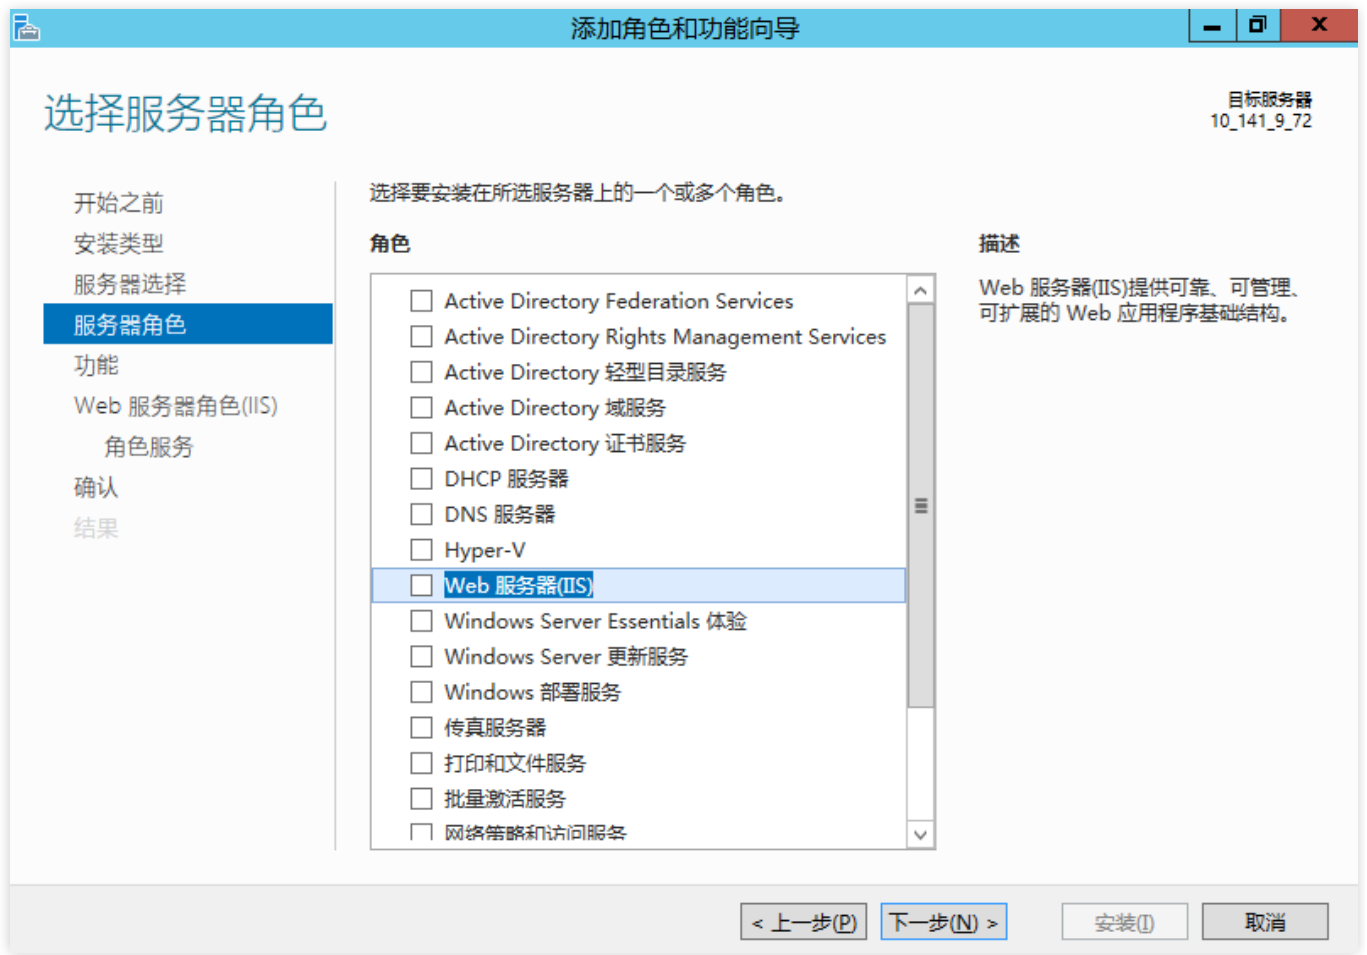 添加角色和功能向导
选择服务器角色
目标服务器
10_141_9_72
开始之前
安装类型
服务器选择
服务器角色
功能
Web 服务器角色(IIS)
角色服务
确认
结果
选择要安装在所选服务器上的一个或多个角色。
角色
Active Directory Federation Services
Active Directory Rights Management Services
Active Directory 轻型目录服务
Active Directory 域服务
Active Directory 证书服务
DHCP 服务器
DNS 服务器
Hyper-V
Web 服务器(IIS)
Windows Server Essentials 体验
Windows Server 更新服务
Windows 部署服务
传真服务器
打印和文件服务
批量激活服务
网络策略和访问服务
描述
Web 服务器(IIS)提供可靠、可管理、
可扩展的 Web 应用程序基础结构。
< 上一步(P)
下一步(N) >
安装(I)
取消